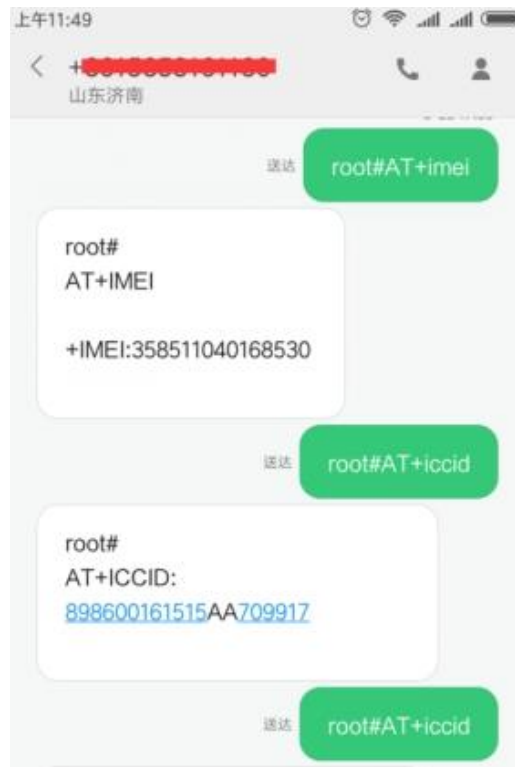 上午11:49
山东济南
送达
root#AT+imei
root#
AT+IMEI
+IMEI:358511040168530
送达
root#AT+iccid
root#
AT+ICCID:
898600161515AA709917
送达
root#AT+iccid